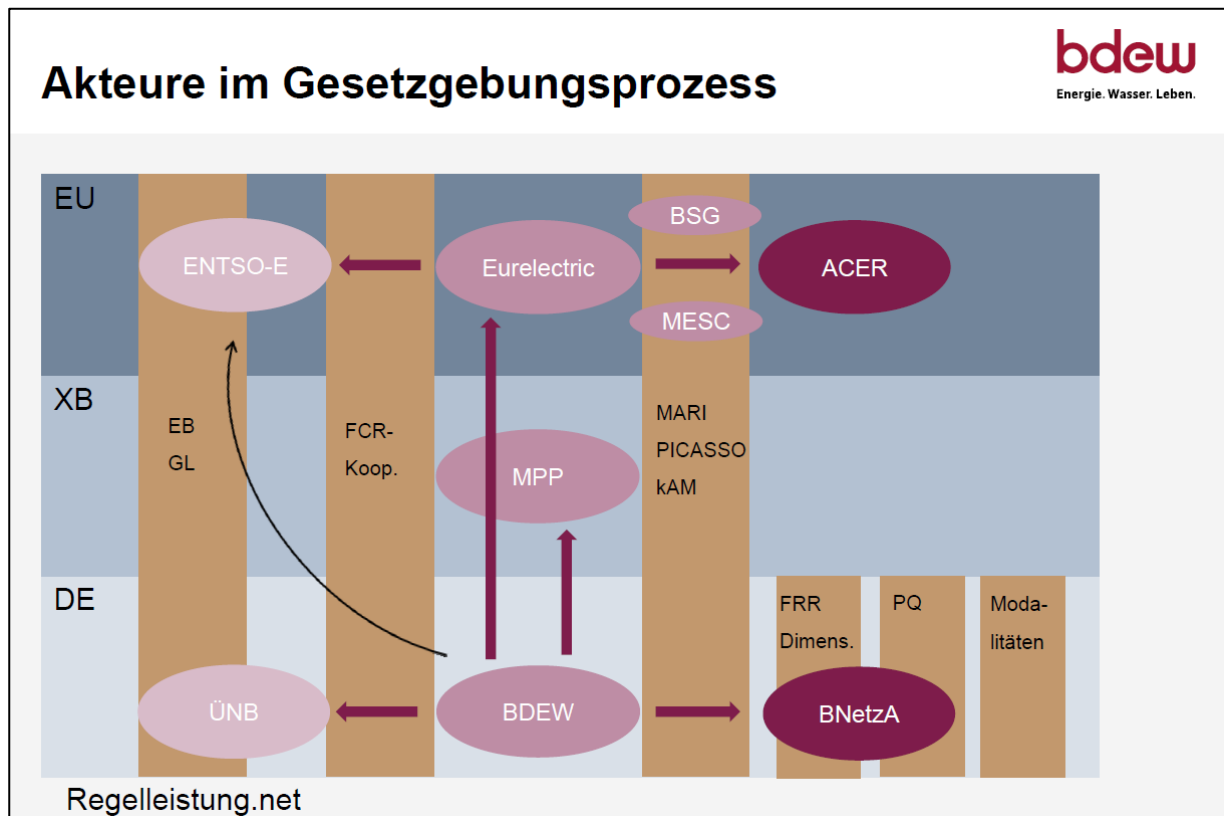 Akteure im Gesetzgebungsprozess
bdew
Energie. Wasser. Leben.
EU
BSG
ENTSO-E
Eurelectric
ACER
MESC
XB
EB
GL
FCR-
Koop.
MPP
MARI
PICASSO
kAM
DE
FRR
Dimens.
PQ
Moda-
litäten
ÜNB
BDEW
BNetzA
Regelleistung.net